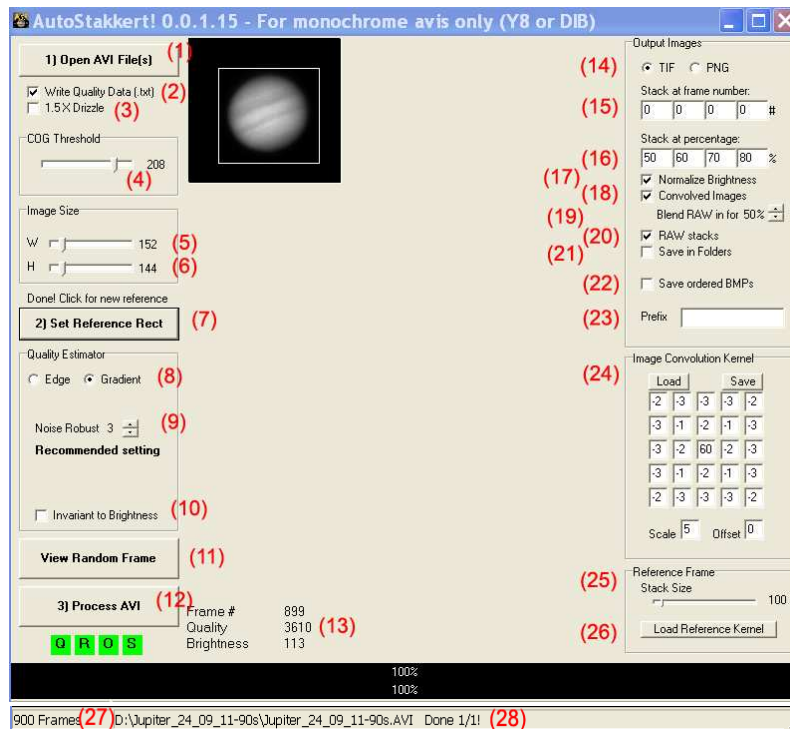 AutoStakkert! 0.0.1.15 - For monochrome avis only (Y8 or DIB)
1) Open AVI File(s) (1)
Write Quality Data (.txt) (2)
1.5 X Drizzle (3)
COG Threshold
208
(4)
Image Size
W 152 (5)
H 144 (6)
Done! Click for new reference
2) Set Reference Rect (7)
Quality Estimator
Edge Gradient (8)
Noise Robust 3 (9)
Recommended setting
Invariant to Brightness (10)
View Random Frame (11)
3) Process AVI (12)
Q R O S
Frame # 899
Quality 3610 (13)
Brightness 113
Output Images
(14) TIF PNG
Stack at frame number:
(15) 0 0 0 0 #
Stack at percentage:
(16) 50 60 70 80 %
(17) Normalize Brightness
(18) Convolved Images
(19) Blend RAW in for 50%
(20) RAW stacks
(21) Save in Folders
(22) Save ordered BMPs
(23) Prefix
Image Convolution Kernel
(24) Load Save
-2 -3 -3 -3 -2
-3 -1 -2 -1 -3
-3 -2 60 -2 -3
-3 -1 -2 -1 -3
-2 -3 -3 -3 -2
Scale 5 Offset 0
Reference Frame
(25) Stack Size
100
(26) Load Reference Kernel
100%
100%
900 Frames (27) D:\Jupiter_24_09_11-90s\Jupiter_24_09_11-90s.AVI Done 1/1! (28)